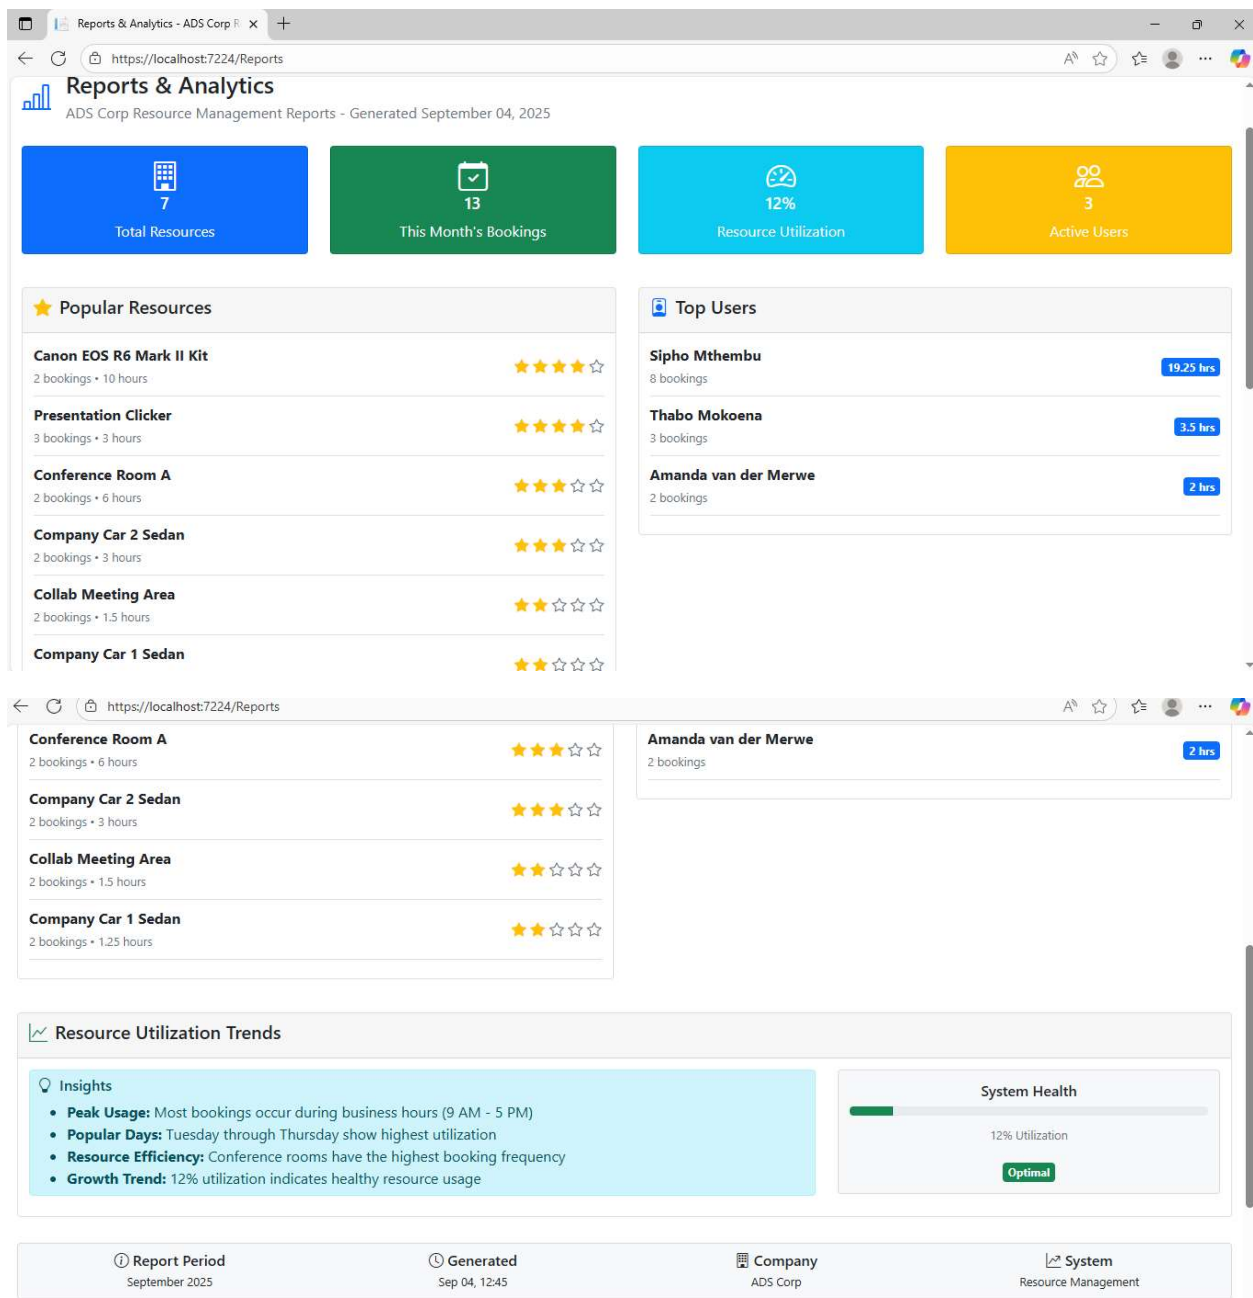 Reports & Analytics - ADS Corp R
https://localhost:7224/Reports
Reports & Analytics
ADS Corp Resource Management Reports - Generated September 04, 2025
7
Total Resources
13
This Month's Bookings
12%
Resource Utilization
3
Active Users
Popular Resources
Canon EOS R6 Mark II Kit
2 bookings • 10 hours
Presentation Clicker
3 bookings • 3 hours
Conference Room A
2 bookings • 6 hours
Company Car 2 Sedan
2 bookings • 3 hours
Collab Meeting Area
2 bookings • 1.5 hours
Company Car 1 Sedan
Top Users
Sipho Mthembu
8 bookings
19.25 hrs
Thabo Mokoena
3 bookings
3.5 hrs
Amanda van der Merwe
2 bookings
2 hrs
https://localhost:7224/Reports
Conference Room A
2 bookings • 6 hours
Company Car 2 Sedan
2 bookings • 3 hours
Collab Meeting Area
2 bookings • 1.5 hours
Company Car 1 Sedan
2 bookings • 1.25 hours
Amanda van der Merwe
2 bookings
2 hrs
Resource Utilization Trends
Insights
• Peak Usage: Most bookings occur during business hours (9 AM - 5 PM)
• Popular Days: Tuesday through Thursday show highest utilization
• Resource Efficiency: Conference rooms have the highest booking frequency
• Growth Trend: 12% utilization indicates healthy resource usage
System Health
12% Utilization
Optimal
Report Period
September 2025
Generated
Sep 04, 12:45
Company
ADS Corp
System
Resource Management